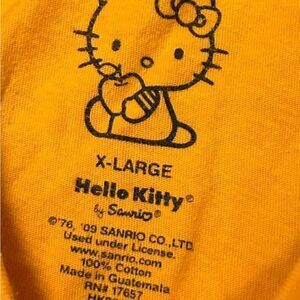 X-LARGE
Hello Kitty®
by Sanrio®
©'76, '09 SANRIO CO.,LTD.
Used under License.
www.sanrio.com
100% Cotton
Made in Guatemala
RN# 17657